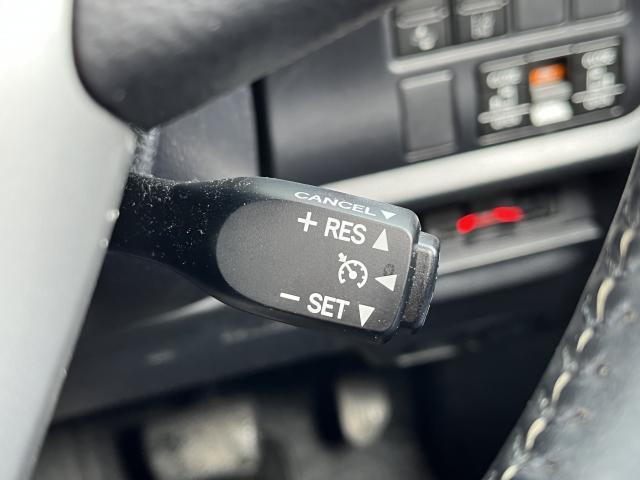 CANCEL ▼
+ RES ▲
◀
− SET ▼